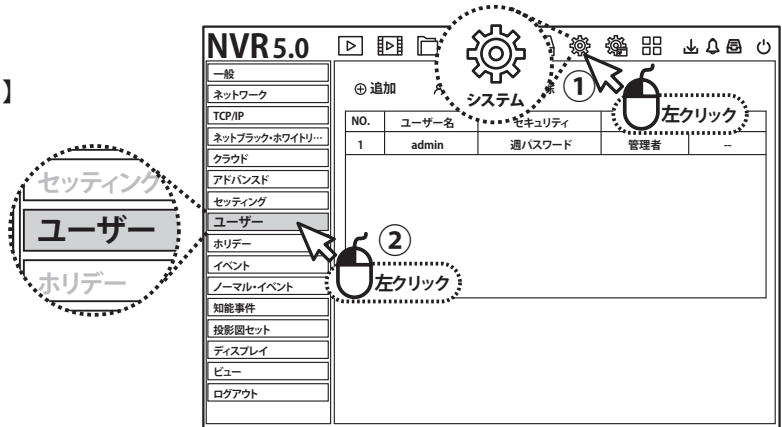 】
NVR 5.0
システム
①
左クリック
一般
ネットワーク
TCP/IP
ネットブラック・ホワイトリ…
クラウド
アドバンスド
セッティング
ユーザー
ホリデー
イベント
ノーマル・イベント
知能事件
投影図セット
ディスプレイ
ビュー
ログアウト
⊕ 追加
NO. ユーザー名 セキュリティ
1 admin 週パスワード 管理者 --
②
左クリック
セッティング
ユーザー
ホリデー